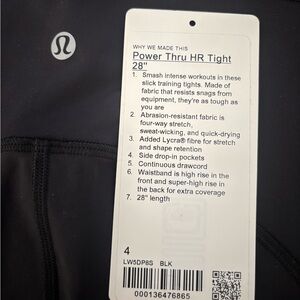 WHY WE MADE THIS
Power Thru HR Tight
28"
1. Smash intense workouts in these
slick training tights. Made of
fabric that resists snags from
equipment, they're as tough as
you are
2. Abrasion-resistant fabric is
four-way stretch,
sweat-wicking, and quick-drying
3. Added Lycra® fibre for stretch
and shape retention
4. Side drop-in pockets
5. Continuous drawcord
6. Waistband is high rise in the
front and super-high rise in
the back for extra coverage
7. 28" length
4
LW5DP8S BLK
000136476865